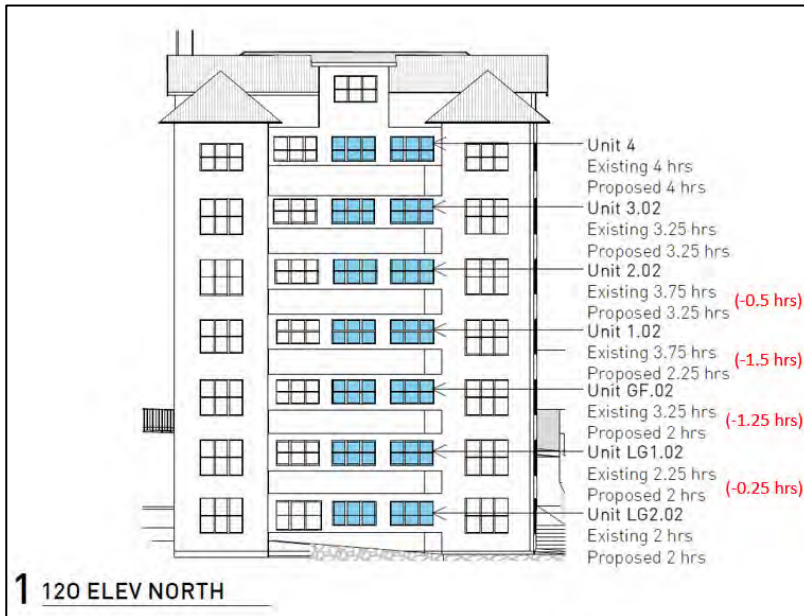 Unit 4
Existing 4 hrs
Proposed 4 hrs
Unit 3.02
Existing 3.25 hrs
Proposed 3.25 hrs
Unit 2.02
Existing 3.75 hrs
(-0.5 hrs)
Proposed 3.25 hrs
Unit 1.02
Existing 3.75 hrs
(-1.5 hrs)
Proposed 2.25 hrs
Unit GF.02
Existing 3.25 hrs
(-1.25 hrs)
Proposed 2 hrs
Unit LG1.02
Existing 2.25 hrs
(-0.25 hrs)
Proposed 2 hrs
Unit LG2.02
Existing 2 hrs
Proposed 2 hrs
1 120 ELEV NORTH